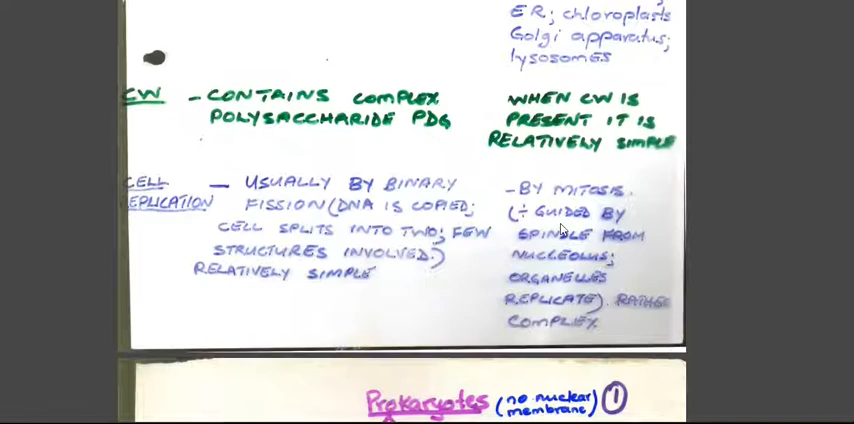 ER; chloroplasts
Golgi apparatus;
lysosomes
CW - CONTAINS COMPLEX
POLYSACCHARIDE PDG
WHEN CW IS
PRESENT IT IS
RELATIVELY SIMPLE
CELL
REPLICATION
- USUALLY BY BINARY
FISSION (DNA IS COPIED;
CELL SPLITS INTO TWO; FEW
STRUCTURES INVOLVED.)
RELATIVELY SIMPLE
- BY MITOSIS.
(÷ GUIDED BY
SPINDLE FROM
NUCLEOLUS;
ORGANELLES
REPLICATE). RATHER
COMPLEX
Prokaryotes (no nuclear
membrane) 1